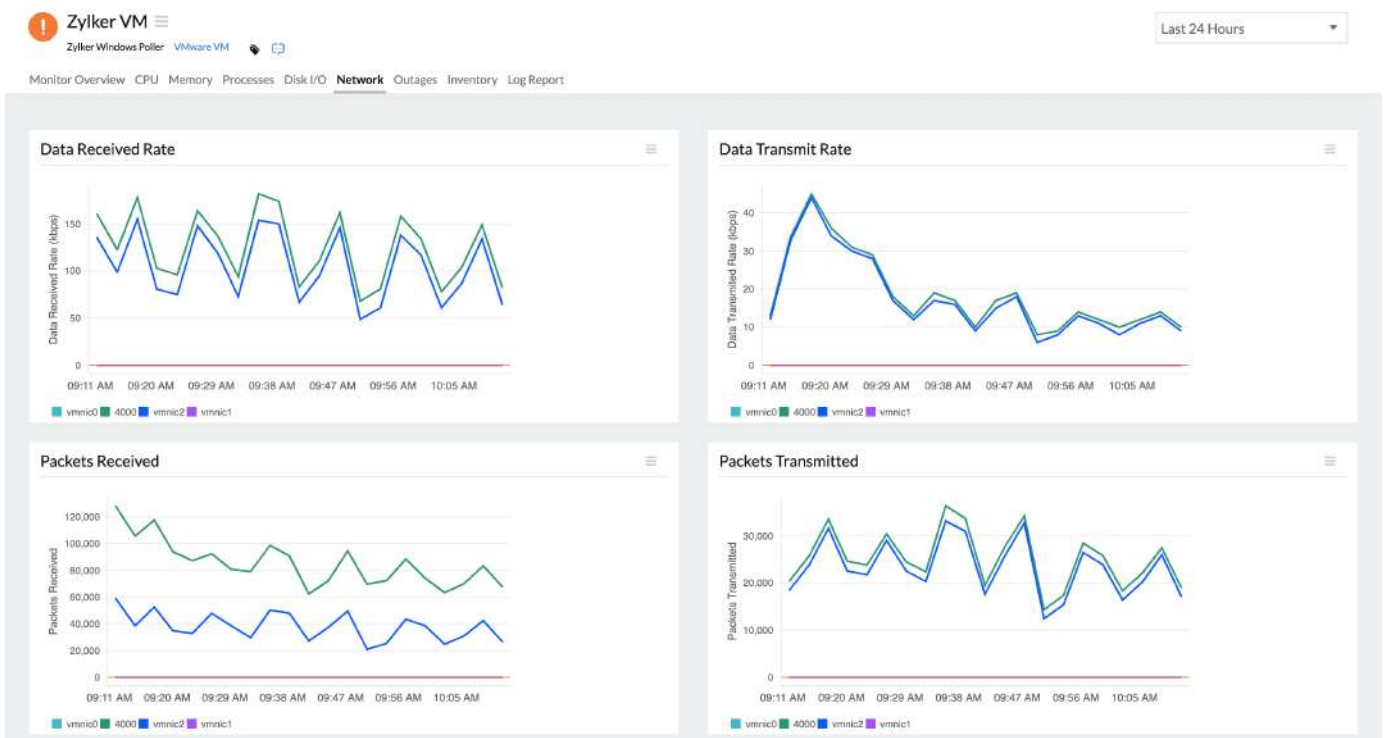 Zylker VM
Last 24 Hours
Zylker Windows Poller VMware VM
Monitor Overview CPU Memory Processes Disk I/O Network Outages Inventory Log Report
Data Received Rate
Data Received Rate (kbps)
150
100
50
0
09:11 AM 09:20 AM 09:29 AM 09:38 AM 09:47 AM 09:56 AM 10:05 AM
vmnic0 4000 vmnic2 vmnic1
Data Transmit Rate
Data Transmitted Rate (kbps)
40
30
20
10
0
09:11 AM 09:20 AM 09:29 AM 09:38 AM 09:47 AM 09:56 AM 10:05 AM
vmnic0 4000 vmnic2 vmnic1
Packets Received
Packets Received
120,000
100,000
80,000
60,000
40,000
20,000
0
09:11 AM 09:20 AM 09:29 AM 09:38 AM 09:47 AM 09:56 AM 10:05 AM
vmnic0 4000 vmnic2 vmnic1
Packets Transmitted
Packets Transmitted
30,000
20,000
10,000
0
09:11 AM 09:20 AM 09:29 AM 09:38 AM 09:47 AM 09:56 AM 10:05 AM
vmnic0 4000 vmnic2 vmnic1